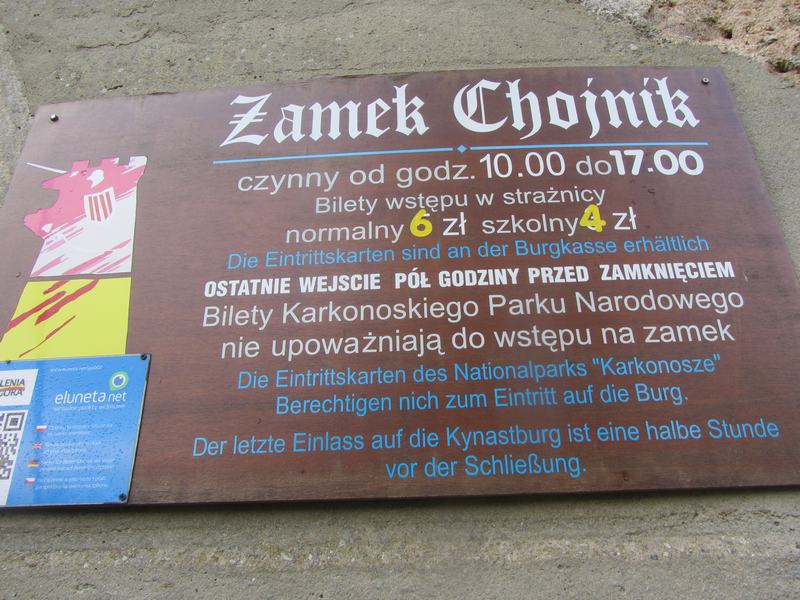 Zamek Chojnik
czynny od godz. 10.00 do 17.00
Bilety wstępu w strażnicy
normalny 6 zł szkolny 4 zł
Die Eintrittskarten sind an der Burgkasse erhältlich
OSTATNIE WEJSCIE PÓŁ GODZINY PRZED ZAMKNIĘCIEM
Bilety Karkonoskiego Parku Narodowego
nie upoważniają do wstępu na zamek
Die Eintrittskarten des Nationalparks "Karkonosze"
Berechtigen nich zum Eintritt auf die Burg.
Der letzte Einlass auf die Kynastburg ist eine halbe Stunde
vor der Schließung.
eluneta.net